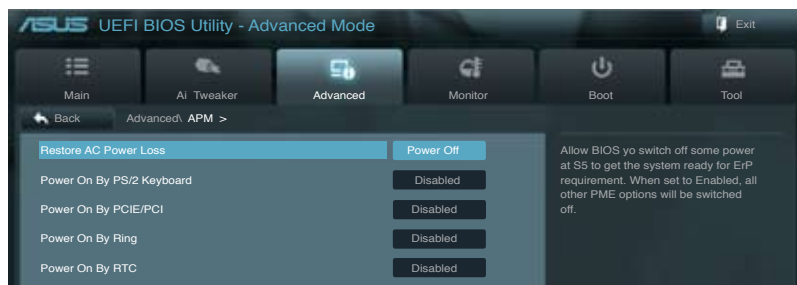 ASUS UEFI BIOS Utility - Advanced Mode
Exit
Main
Ai Tweaker
Advanced
Monitor
Boot
Tool
Back
Advanced\ APM >
Restore AC Power Loss
Power Off
Power On By PS/2 Keyboard
Disabled
Power On By PCIE/PCI
Disabled
Power On By Ring
Disabled
Power On By RTC
Disabled
Allow BIOS yo switch off some power
at S5 to get the system ready for ErP
requirement. When set to Enabled, all
other PME options will be switched
off.